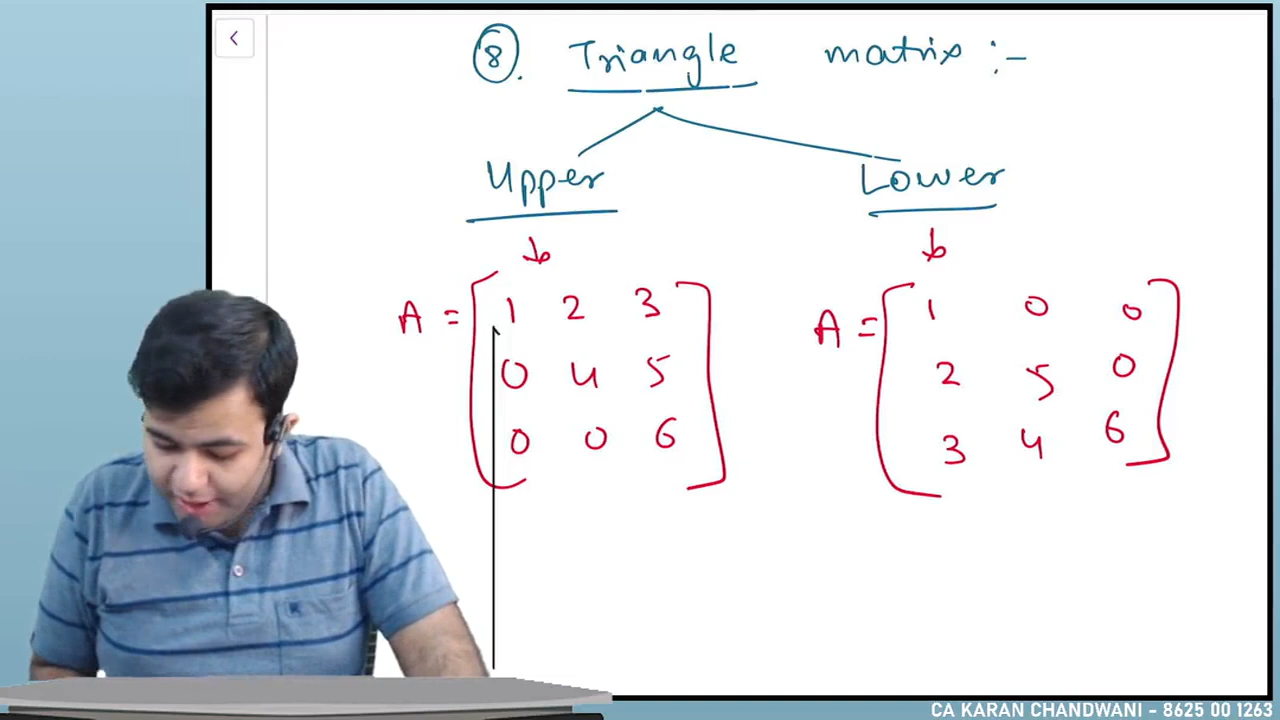 8. Triangle matrix :-
Upper Lower
A = [ 1 2 3 A = [ 1 0 0
0 4 5 2 5 0
0 0 6 ] 3 4 6 ]
CA KARAN CHANDWANI - 8625 00 1263